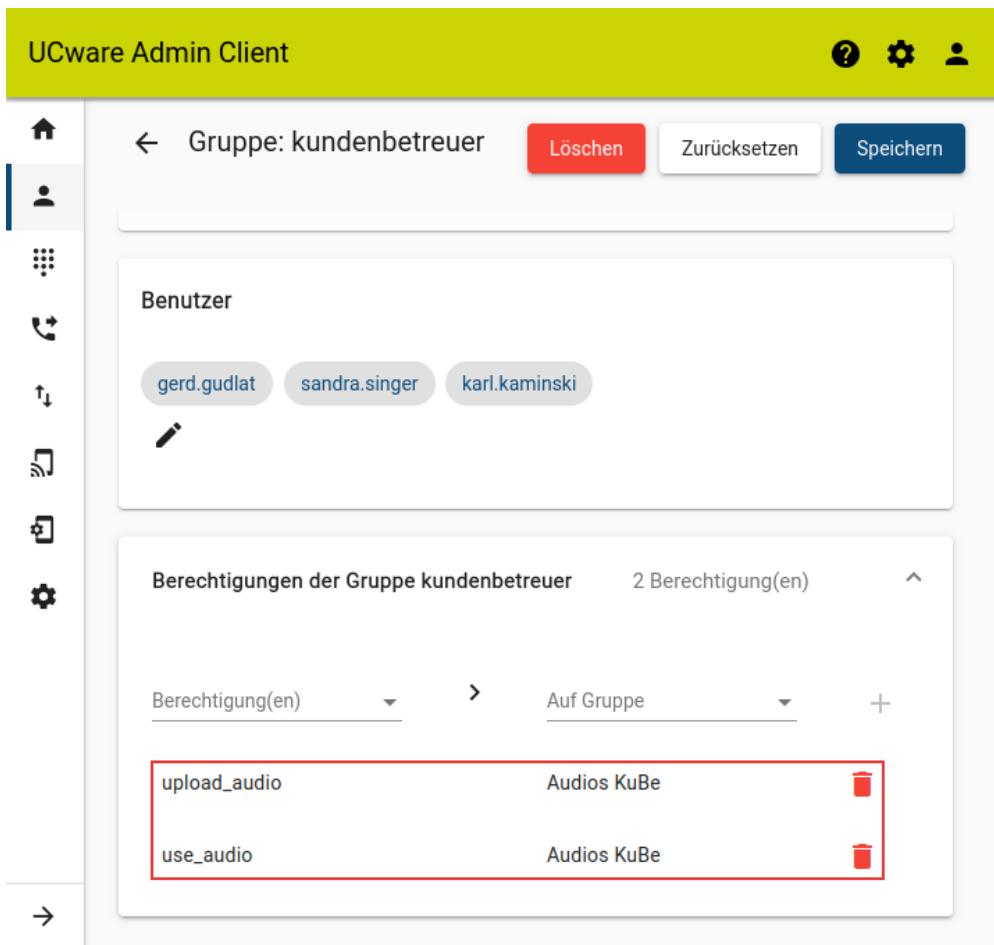 UCware Admin Client
Gruppe: kundenbetreuer Löschen Zurücksetzen Speichern
Benutzer
gerd.gudlat sandra.singer karl.kaminski
Berechtigungen der Gruppe kundenbetreuer 2 Berechtigung(en)
Berechtigung(en) Auf Gruppe
upload_audio Audios KuBe
use_audio Audios KuBe